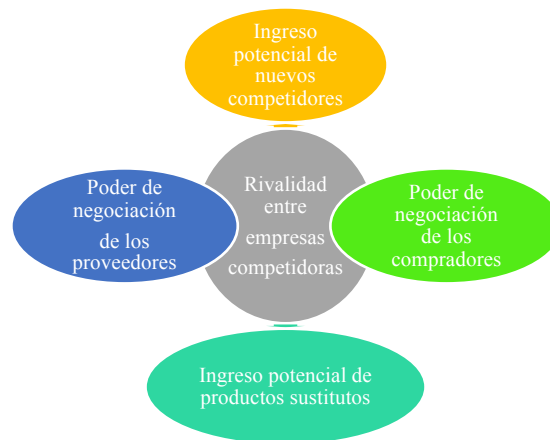 Ingreso
potencial de
nuevos
competidores
Poder de
negociación
de los
proveedores
Rivalidad
entre
empresas
competidoras
Poder de
negociación
de los
compradores
Ingreso potencial de
productos sustitutos